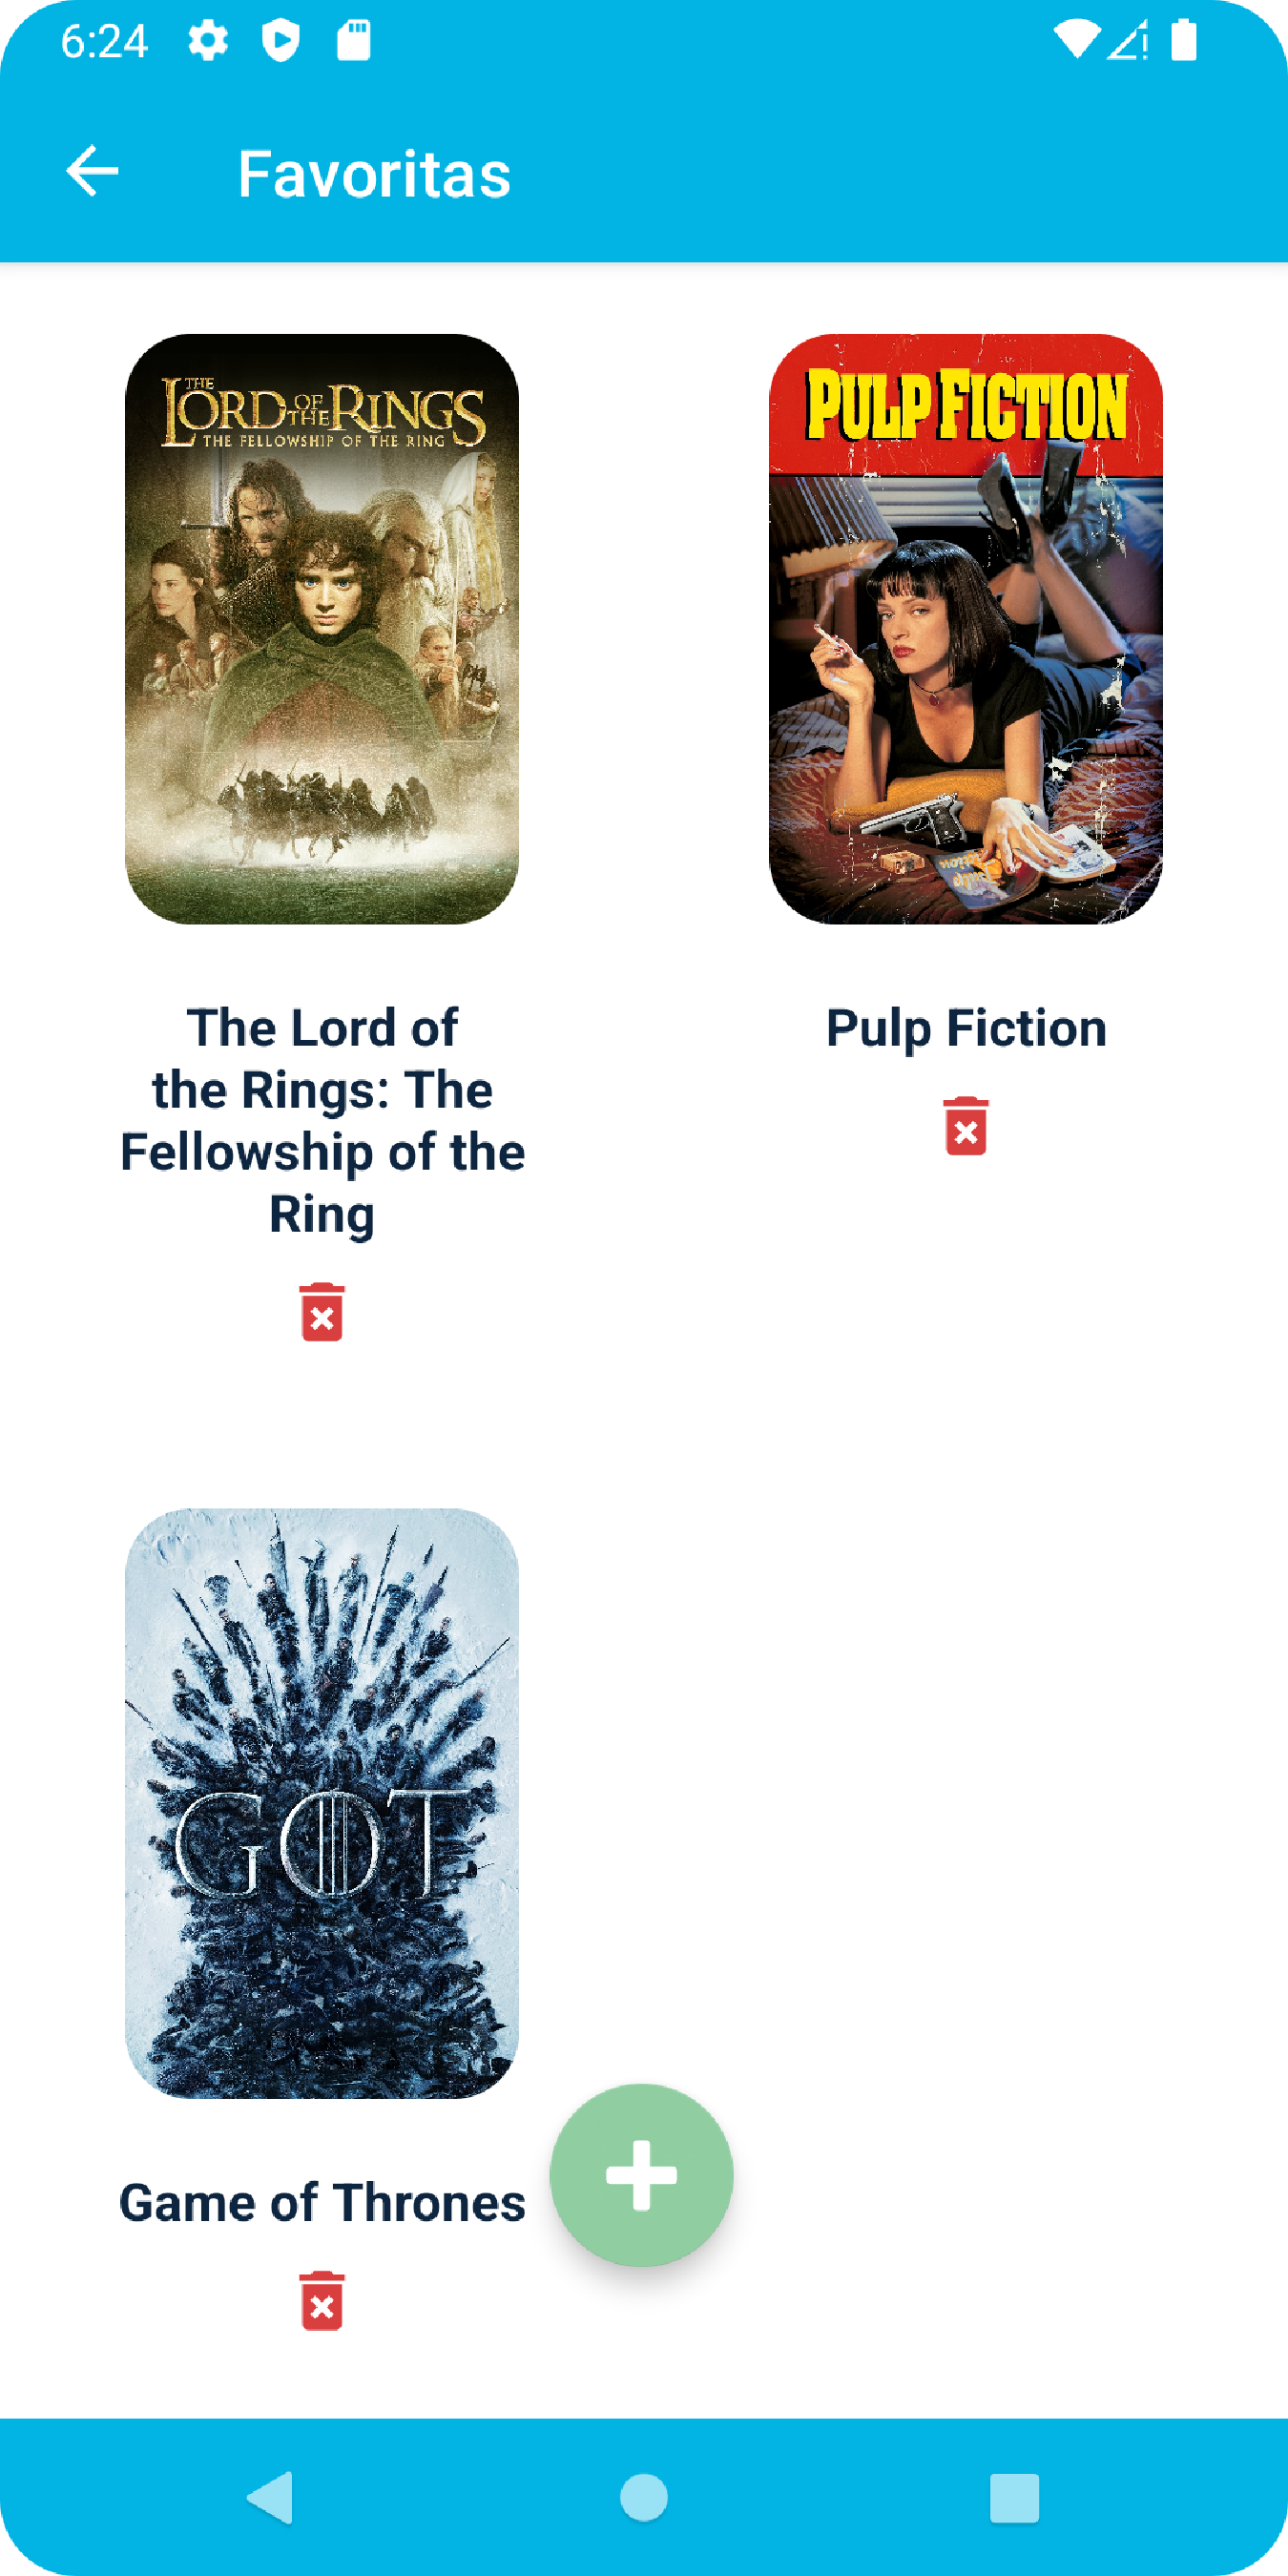 6:24
Favoritas
THE
LORD OF THE RINGS
THE FELLOWSHIP OF THE RING
PULP FICTION
The Lord of
the Rings: The
Fellowship of the
Ring
Pulp Fiction
GOT
Game of Thrones